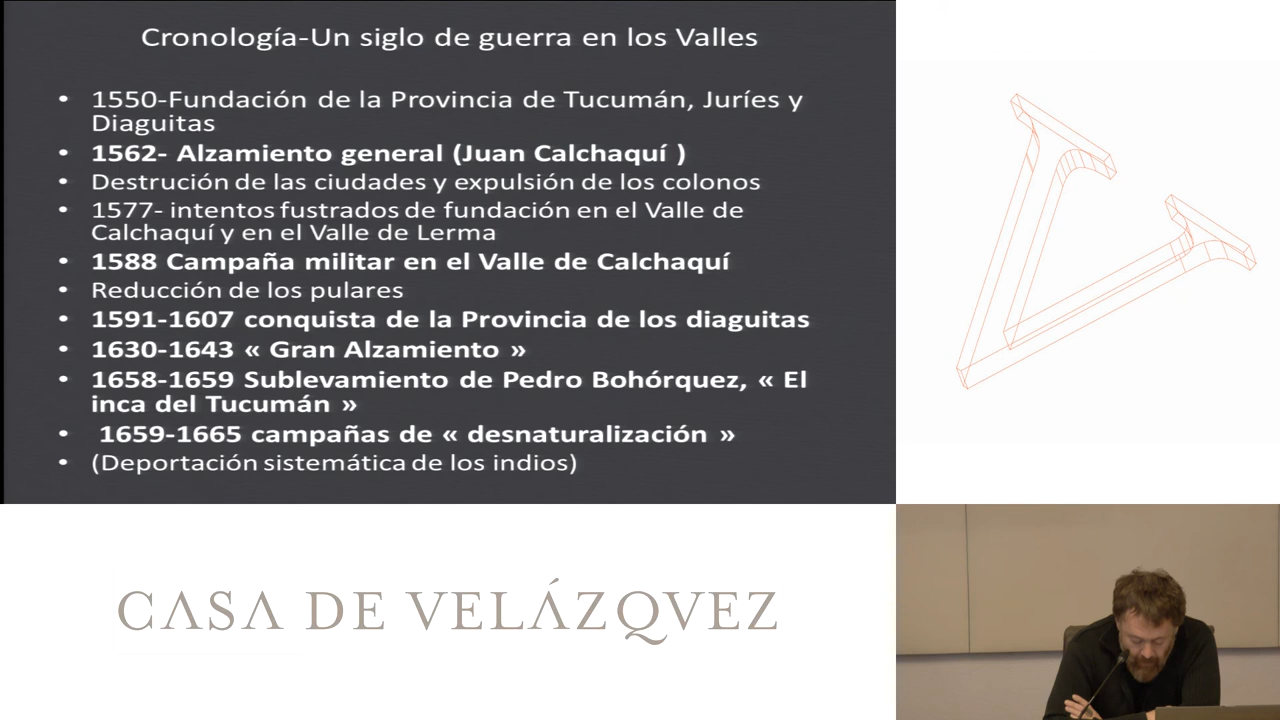 Cronología-Un siglo de guerra en los Valles
• 1550-Fundación de la Provincia de Tucumán, Juríes y
Diaguitas
• 1562- Alzamiento general (Juan Calchaquí )
• Destrución de las ciudades y expulsión de los colonos
• 1577- intentos fustrados de fundación en el Valle de
Calchaquí y en el Valle de Lerma
• 1588 Campaña militar en el Valle de Calchaquí
• Reducción de los pulares
• 1591-1607 conquista de la Provincia de los diaguitas
• 1630-1643 « Gran Alzamiento »
• 1658-1659 Sublevamiento de Pedro Bohórquez, « El
inca del Tucumán »
• 1659-1665 campañas de « desnaturalización »
• (Deportación sistemática de los indios)
CASA DE VELÁZQVEZ
V